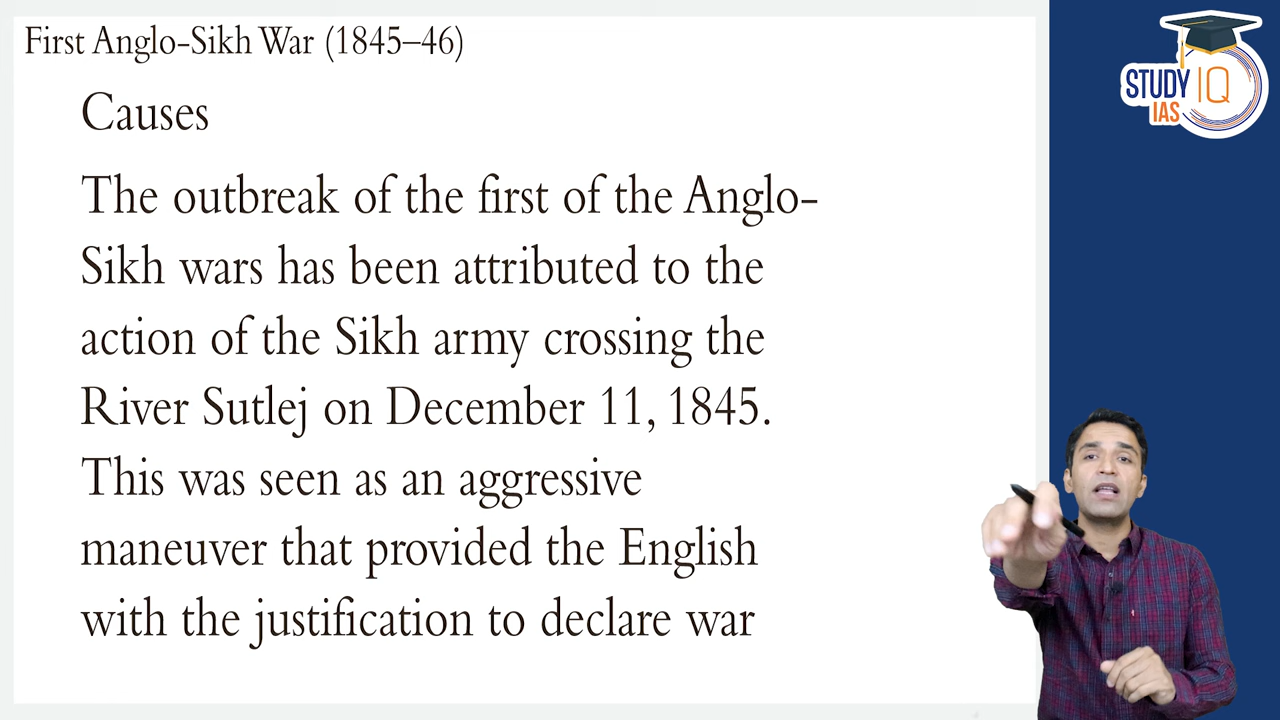 First Anglo-Sikh War (1845–46)
Causes
The outbreak of the first of the Anglo-
Sikh wars has been attributed to the
action of the Sikh army crossing the
River Sutlej on December 11, 1845.
This was seen as an aggressive
maneuver that provided the English
with the justification to declare war
STUDY IQ
IAS